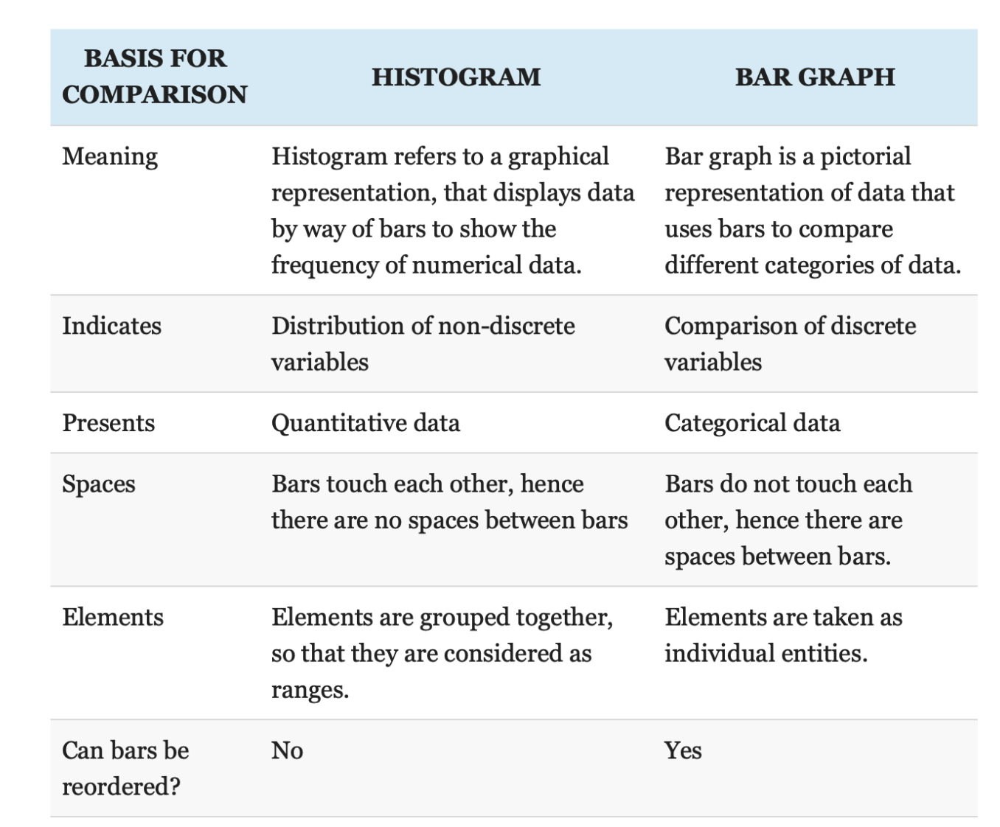 BASIS FOR
COMPARISON
HISTOGRAM
BAR GRAPH
Meaning
Histogram refers to a graphical
representation, that displays data
by way of bars to show the
frequency of numerical data.
Bar graph is a pictorial
representation of data that
uses bars to compare
different categories of data.
Indicates
Distribution of non-discrete
variables
Comparison of discrete
variables
Presents
Quantitative data
Categorical data
Spaces
Bars touch each other, hence
there are no spaces between bars
Bars do not touch each
other, hence there are
spaces between bars.
Elements
Elements are grouped together,
so that they are considered as
ranges.
Elements are taken as
individual entities.
Can bars be
reordered?
No
Yes